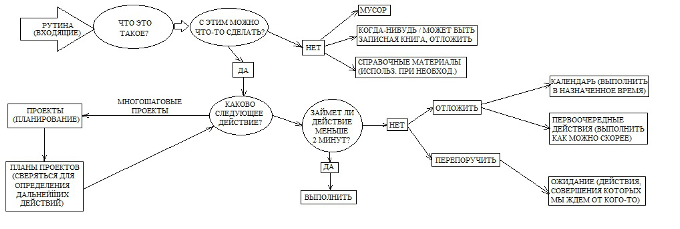 РУТИНА
(ВХОДЯЩИЕ)
ЧТО ЭТО
ТАКОЕ?
С ЭТИМ МОЖНО
ЧТО-ТО СДЕЛАТЬ?
НЕТ
МУСОР
КОГДА-НИБУДЬ / МОЖЕТ БЫТЬ
ЗАПИСНАЯ КНИГА, ОТЛОЖИТЬ
СПРАВОЧНЫЕ МАТЕРИАЛЫ
(ИСПОЛЬЗ. ПРИ НЕОБХОД.)
ДА
МНОГОШАГОВЫЕ
ПРОЕКТЫ
ПРОЕКТЫ
(ПЛАНИРОВАНИЕ)
ПЛАНЫ ПРОЕКТОВ
(СВЕРЯТЬСЯ ДЛЯ
ОПРЕДЕЛЕНИЯ
ДАЛЬНЕЙШИХ
ДЕЙСТВИЙ)
КАКОВО
СЛЕДУЮЩЕЕ
ДЕЙСТВИЕ?
ЗАЙМЕТ ЛИ
ДЕЙСТВИЕ
МЕНЬШЕ
2 МИНУТ?
ДА
ВЫПОЛНИТЬ
НЕТ
ОТЛОЖИТЬ
КАЛЕНДАРЬ (ВЫПОЛНИТЬ
В НАЗНАЧЕННОЕ ВРЕМЯ)
ПЕРВООЧЕРЕДНЫЕ
ДЕЙСТВИЯ (ВЫПОЛНИТЬ
КАК МОЖНО СКОРЕЕ)
ПЕРЕПОРУЧИТЬ
ОЖИДАНИЕ (ДЕЙСТВИЯ,
СОВЕРШЕНИЯ КОТОРЫХ
МЫ ЖДЕМ ОТ КОГО-ТО)